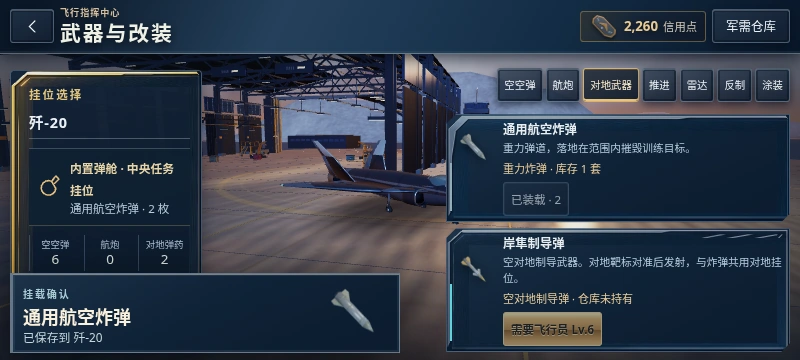 飞行指挥中心
武器与改装
2,260 信用点
军需仓库
空空弹
航炮
对地武器
推进
雷达
反制
涂装
挂位选择
歼-20
内置弹舱 · 中央任务
挂位
通用航空炸弹 · 2 枚
空空弹 航炮 对地弹药
6 0 2
挂载确认
通用航空炸弹
已保存到 歼-20
通用航空炸弹
重力弹道，落地在范围内摧毁训练目标。
重力炸弹 · 库存 1 套
已装载 · 2
岸隼制导弹
空对地制导武器。对地靶标对准后发射，与炸弹共用对地挂
位。
空对地制导弹 · 仓库未持有
需要飞行员 Lv.6